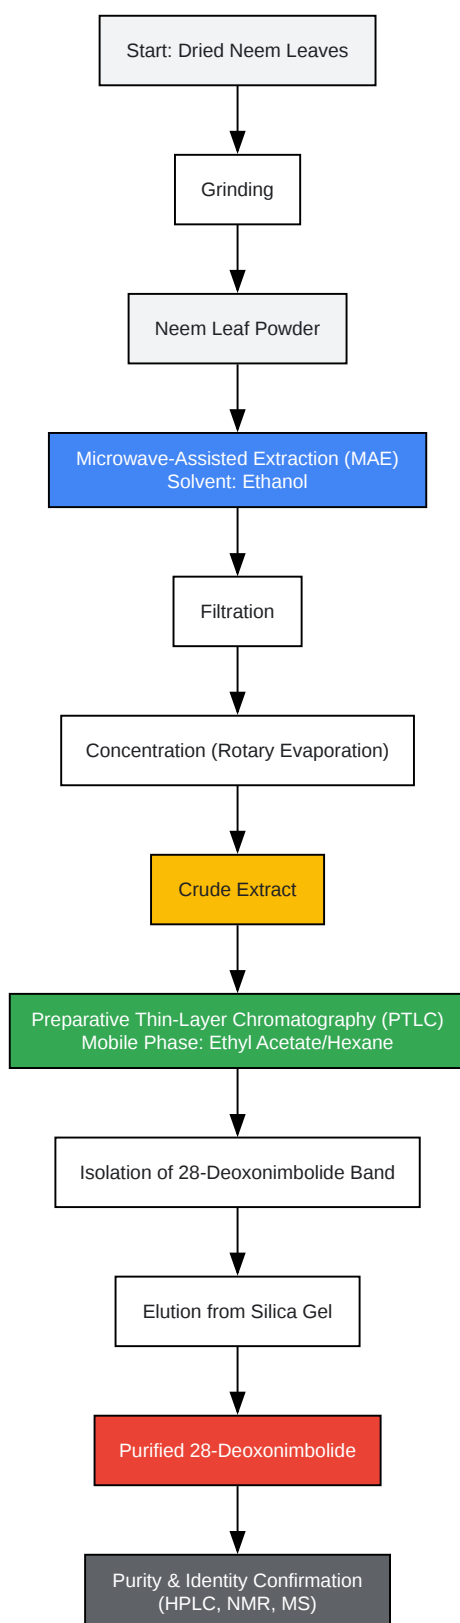 Start: Dried Neem Leaves
Grinding
Neem Leaf Powder
Microwave-Assisted Extraction (MAE)
Solvent: Ethanol
Filtration
Concentration (Rotary Evaporation)
Crude Extract
Preparative Thin-Layer Chromatography (PTLC)
Mobile Phase: Ethyl Acetate/Hexane
Isolation of 28-Deoxonimbolide Band
Elution from Silica Gel
Purified 28-Deoxonimbolide
Purity & Identity Confirmation
(HPLC, NMR, MS)